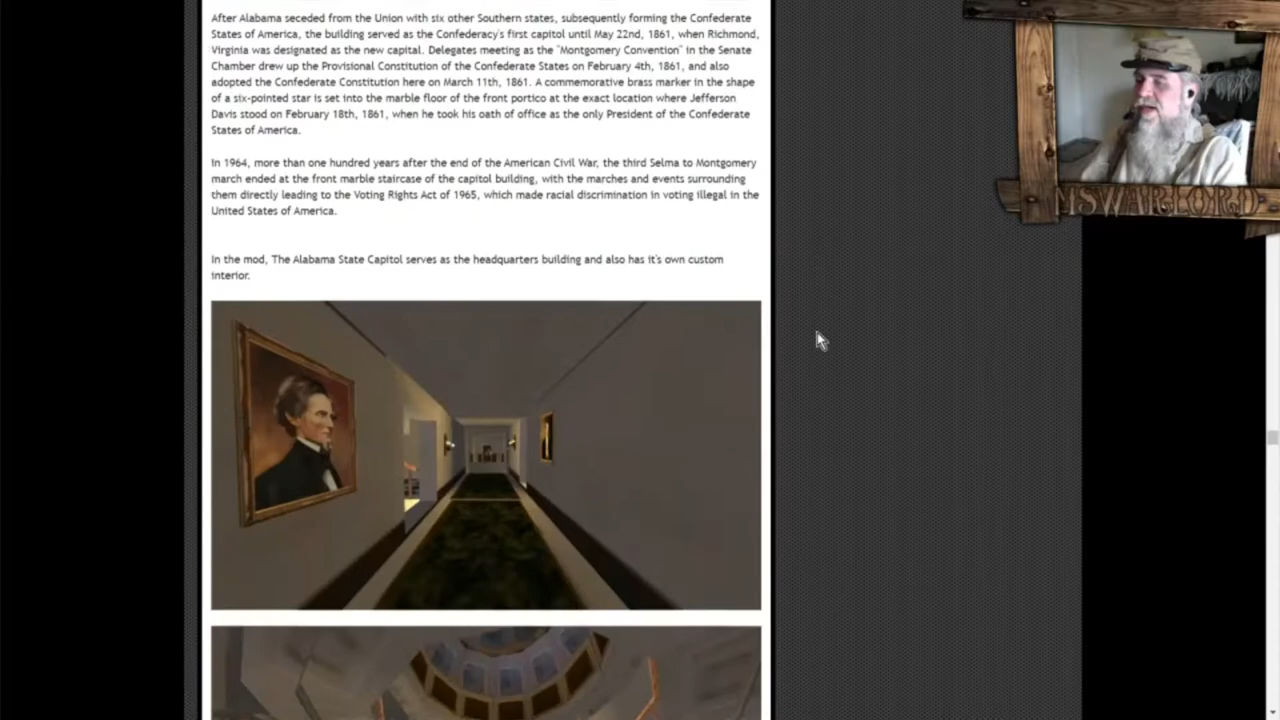 After Alabama seceded from the Union with six other Southern states, subsequently forming the Confederate
States of America, the building served as the Confederacy's first capitol until May 22nd, 1861, when Richmond,
Virginia was designated as the new capital. Delegates meeting as the "Montgomery Convention" in the Senate
Chamber drew up the Provisional Constitution of the Confederate States on February 4th, 1861, and also
adopted the Confederate Constitution here on March 11th, 1861. A commemorative brass marker in the shape
of a six-pointed star is set into the marble floor of the front portico at the exact location where Jefferson
Davis stood on February 18th, 1861, when he took his oath of office as the only President of the Confederate
States of America.
In 1964, more than one hundred years after the end of the American Civil War, the third Selma to Montgomery
march ended at the front marble staircase of the capitol building, with the marches and events surrounding
them directly leading to the Voting Rights Act of 1965, which made racial discrimination in voting illegal in the
United States of America.
In the mod, The Alabama State Capitol serves as the headquarters building and also has it's own custom
interior.
MSWARLORD